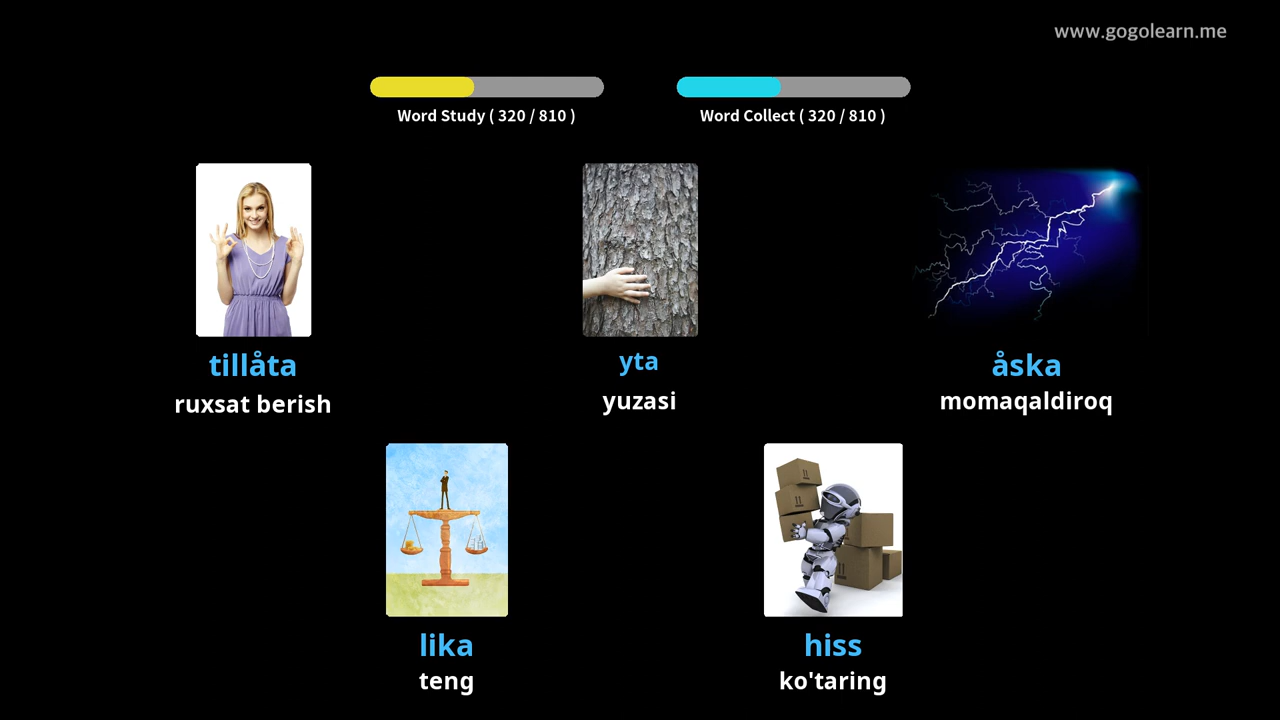 www.gogolearn.me
Word Study ( 320 / 810 )
Word Collect ( 320 / 810 )
tillåta
ruxsat berish
yta
yuzasi
åska
momaqaldiroq
lika
teng
hiss
ko'taring